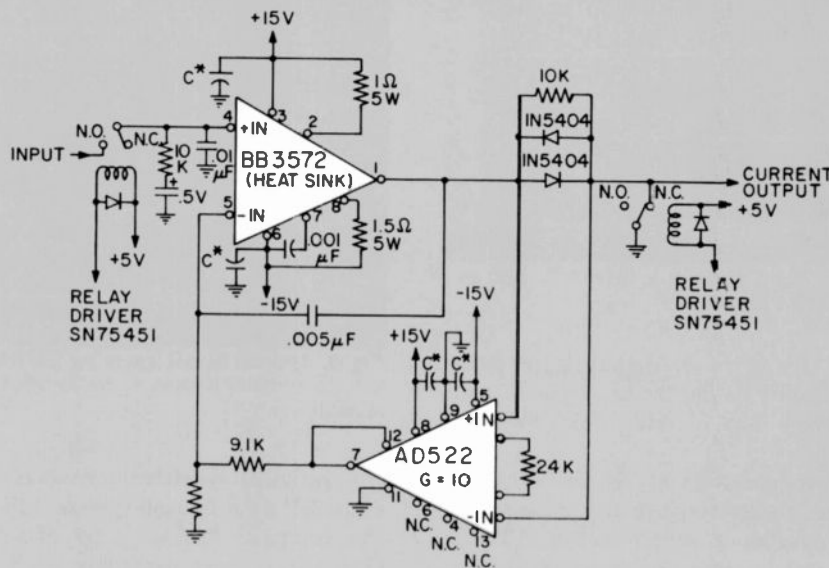 +15V
C*
1Ω
5W
10K
1N5404
1N5404
3
2
4
+IN
N.O.
N.C.
INPUT
10
K
.01
μF
BB3572
(HEAT SINK)
1
+
.5V
5
-IN
6
7
8
1.5Ω
5W
.001
μF
C*
+5V
-15V
RELAY
DRIVER
SN75451
.005μF
N.O.
N.C.
CURRENT
OUTPUT
+5V
RELAY
DRIVER
SN75451
-15V
+15V
C*
C*
8
9
5
+IN
12
9.1K
7
AD522
G = 10
24K
11
6
N.C.
4
N.C.
13
N.C.
-IN